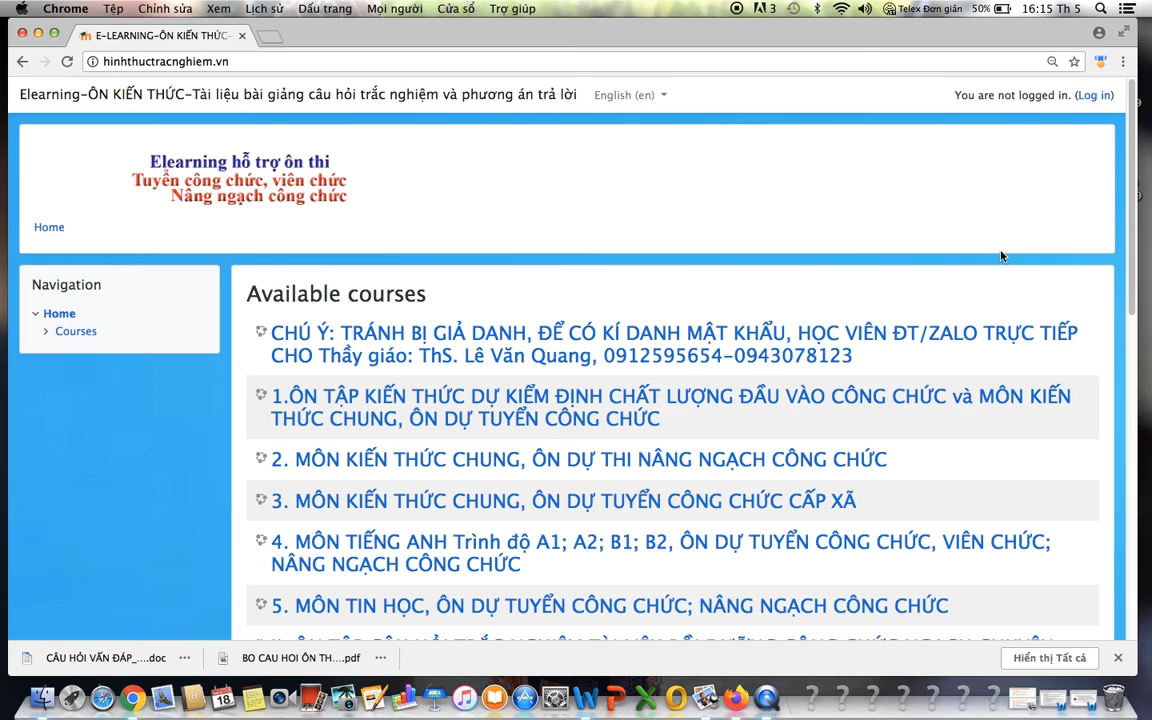 Chrome Tệp Chỉnh sửa Xem Lịch sử Dấu trang Mọi người Cửa sổ Trợ giúp 3 Telex Đơn giản 50% 16:15 Th 5
E-LEARNING-ÔN KIẾN THỨC-
hinhthuctracnghiem.vn
Elearning-ÔN KIẾN THỨC-Tài liệu bài giảng câu hỏi trắc nghiệm và phương án trả lời English (en) You are not logged in. (Log in)
Elearning hỗ trợ ôn thi
Tuyển công chức, viên chức
Nâng ngạch công chức
Home
Navigation
Home
Courses
Available courses
CHÚ Ý: TRÁNH BỊ GIẢ DANH, ĐỂ CÓ KÍ DANH MẬT KHẨU, HỌC VIÊN ĐT/ZALO TRỰC TIẾP
CHO Thầy giáo: ThS. Lê Văn Quang, 0912595654-0943078123
1.ÔN TẬP KIẾN THỨC DỰ KIỂM ĐỊNH CHẤT LƯỢNG ĐẦU VÀO CÔNG CHỨC và MÔN KIẾN
THỨC CHUNG, ÔN DỰ TUYỂN CÔNG CHỨC
2. MÔN KIẾN THỨC CHUNG, ÔN DỰ THI NÂNG NGẠCH CÔNG CHỨC
3. MÔN KIẾN THỨC CHUNG, ÔN DỰ TUYỂN CÔNG CHỨC CẤP XÃ
4. MÔN TIẾNG ANH Trình độ A1; A2; B1; B2, ÔN DỰ TUYỂN CÔNG CHỨC, VIÊN CHỨC;
NÂNG NGẠCH CÔNG CHỨC
5. MÔN TIN HỌC, ÔN DỰ TUYỂN CÔNG CHỨC; NÂNG NGẠCH CÔNG CHỨC
CÂU HỎI VẤN ĐÁP_....doc BO CAU HOI ÔN TH....pdf Hiển thị Tất cả
18